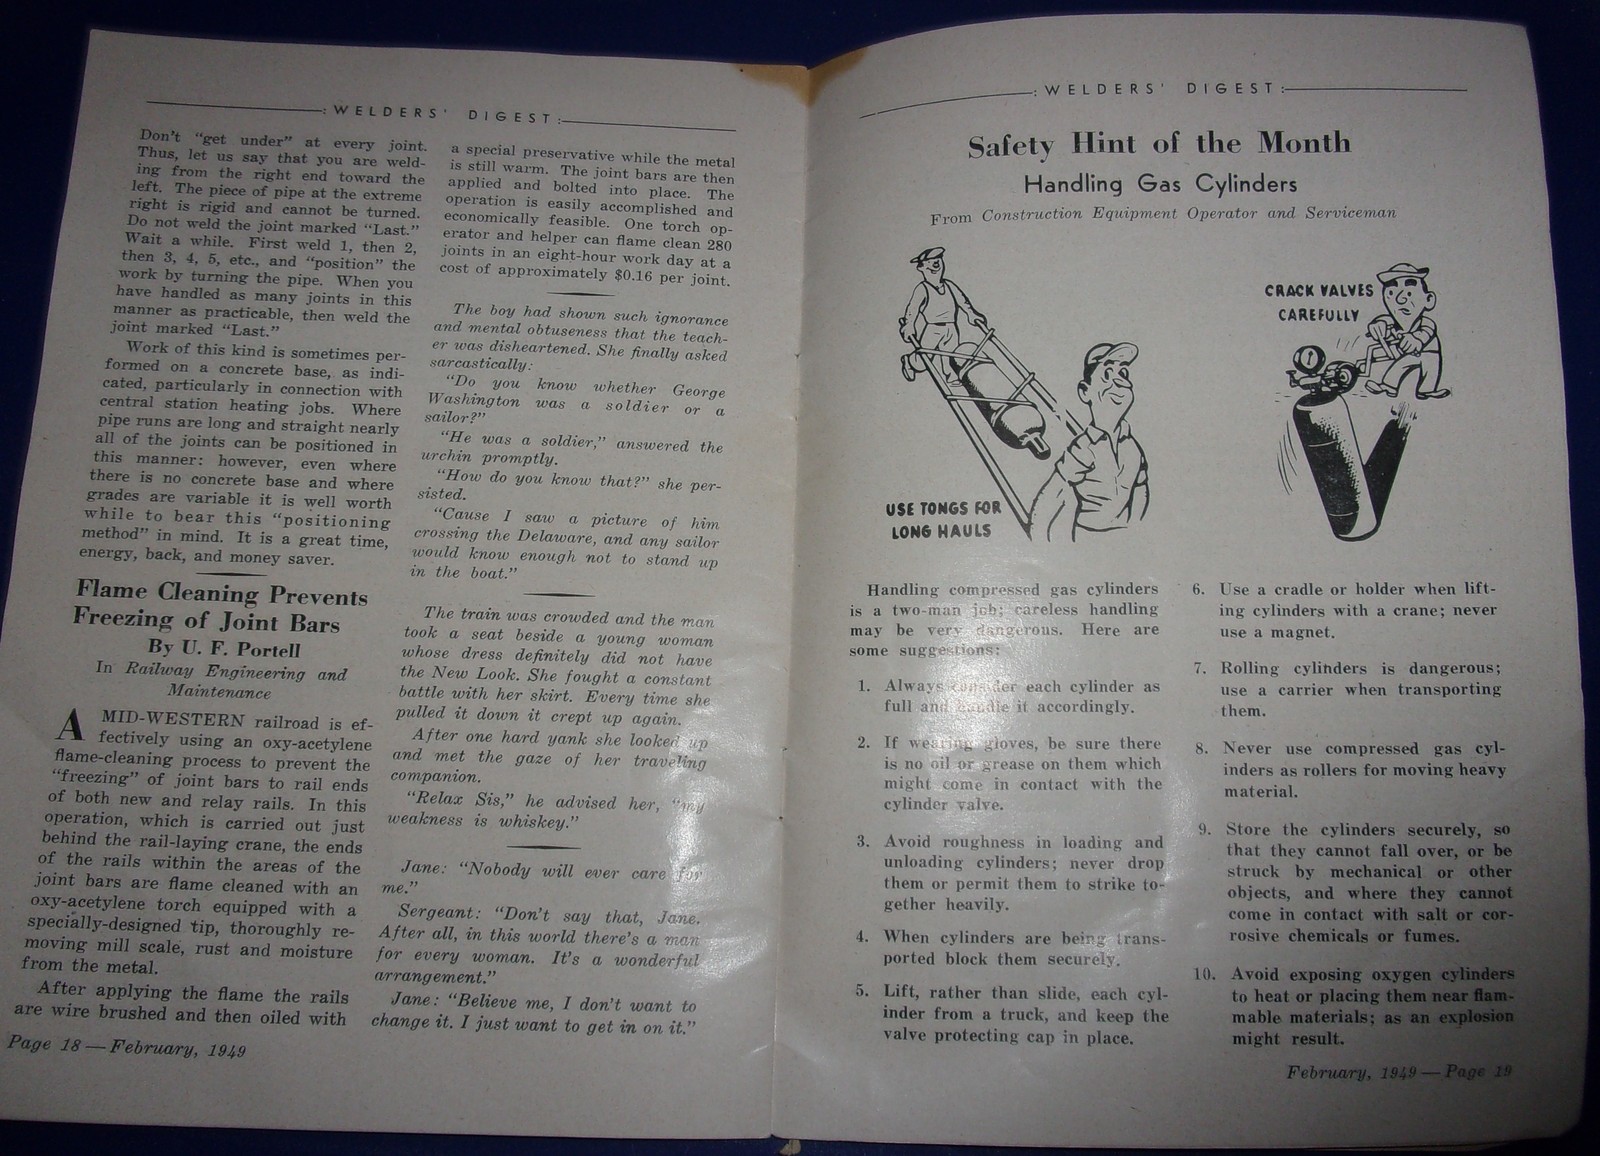 : WELDERS' DIGEST :
Don't "get under" at every joint.
Thus, let us say that you are weld-
ing from the right end toward the
left. The piece of pipe at the extreme
right is rigid and cannot be turned.
Do not weld the joint marked "Last."
Wait a while. First weld 1, then 2,
then 3, 4, 5, etc., and "position" the
work by turning the pipe. When you
have handled as many joints in this
manner as practicable, then weld the
joint marked "Last."
Work of this kind is sometimes per-
formed on a concrete base, as indi-
cated, particularly in connection with
central station heating jobs. Where
pipe runs are long and straight nearly
all of the joints can be positioned in
this manner: however, even where
there is no concrete base and where
grades are variable it is well worth
while to bear this "positioning
method" in mind. It is a great time,
energy, back, and money saver.
Flame Cleaning Prevents
Freezing of Joint Bars
By U. F. Portell
In Railway Engineering and
Maintenance
A MID-WESTERN railroad is ef-
fectively using an oxy-acetylene
flame-cleaning process to prevent the
"freezing" of joint bars to rail ends
of both new and relay rails. In this
operation, which is carried out just
behind the rail-laying crane, the ends
of the rails within the areas of the
joint bars are flame cleaned with an
oxy-acetylene torch equipped with a
specially-designed tip, thoroughly re-
moving mill scale, rust and moisture
from the metal.
After applying the flame the rails
are wire brushed and then oiled with
a special preservative while the metal
is still warm. The joint bars are then
applied and bolted into place. The
operation is easily accomplished and
economically feasible. One torch op-
erator and helper can flame clean 280
joints in an eight-hour work day at a
cost of approximately $0.16 per joint.
The boy had shown such ignorance
and mental obtuseness that the teach-
er was disheartened. She finally asked
sarcastically:
"Do you know whether George
Washington was a soldier or a
sailor?"
"He was a soldier," answered the
urchin promptly.
"How do you know that?" she per-
sisted.
"Cause I saw a picture of him
crossing the Delaware, and any sailor
would know enough not to stand up
in the boat."
The train was crowded and the man
took a seat beside a young woman
whose dress definitely did not have
the New Look. She fought a constant
battle with her skirt. Every time she
pulled it down it crept up again.
After one hard yank she looked up
and met the gaze of her traveling
companion.
"Relax Sis," he advised her, "my
weakness is whiskey."
Jane: "Nobody will ever care for
me."
Sergeant: "Don't say that, Jane.
After all, in this world there's a man
for every woman. It's a wonderful
arrangement."
Jane: "Believe me, I don't want to
change it. I just want to get in on it."
Page 18 — February, 1949
: WELDERS' DIGEST :
Safety Hint of the Month
Handling Gas Cylinders
From Construction Equipment Operator and Serviceman
USE TONGS FOR
LONG HAULS
CRACK VALVES
CAREFULLY
Handling compressed gas cylinders
is a two-man job; careless handling
may be very dangerous. Here are
some suggestions:
1. Always consider each cylinder as
full and handle it accordingly.
2. If wearing gloves, be sure there
is no oil or grease on them which
might come in contact with the
cylinder valve.
3. Avoid roughness in loading and
unloading cylinders; never drop
them or permit them to strike to-
gether heavily.
4. When cylinders are being trans-
ported block them securely.
5. Lift, rather than slide, each cyl-
inder from a truck, and keep the
valve protecting cap in place.
6. Use a cradle or holder when lift-
ing cylinders with a crane; never
use a magnet.
7. Rolling cylinders is dangerous;
use a carrier when transporting
them.
8. Never use compressed gas cyl-
inders as rollers for moving heavy
material.
9. Store the cylinders securely, so
that they cannot fall over, or be
struck by mechanical or other
objects, and where they cannot
come in contact with salt or cor-
rosive chemicals or fumes.
10. Avoid exposing oxygen cylinders
to heat or placing them near flam-
mable materials; as an explosion
might result.
February, 1949 — Page 19